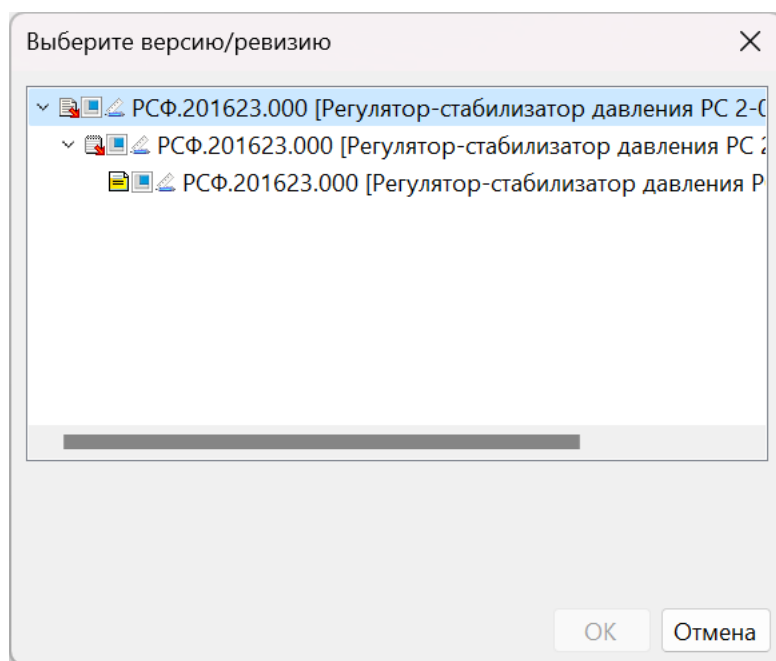 Выберите версию/ревизию
РСФ.201623.000 [Регулятор-стабилизатор давления РС 2-
РСФ.201623.000 [Регулятор-стабилизатор давления РС
РСФ.201623.000 [Регулятор-стабилизатор давления Р
ОК
Отмена